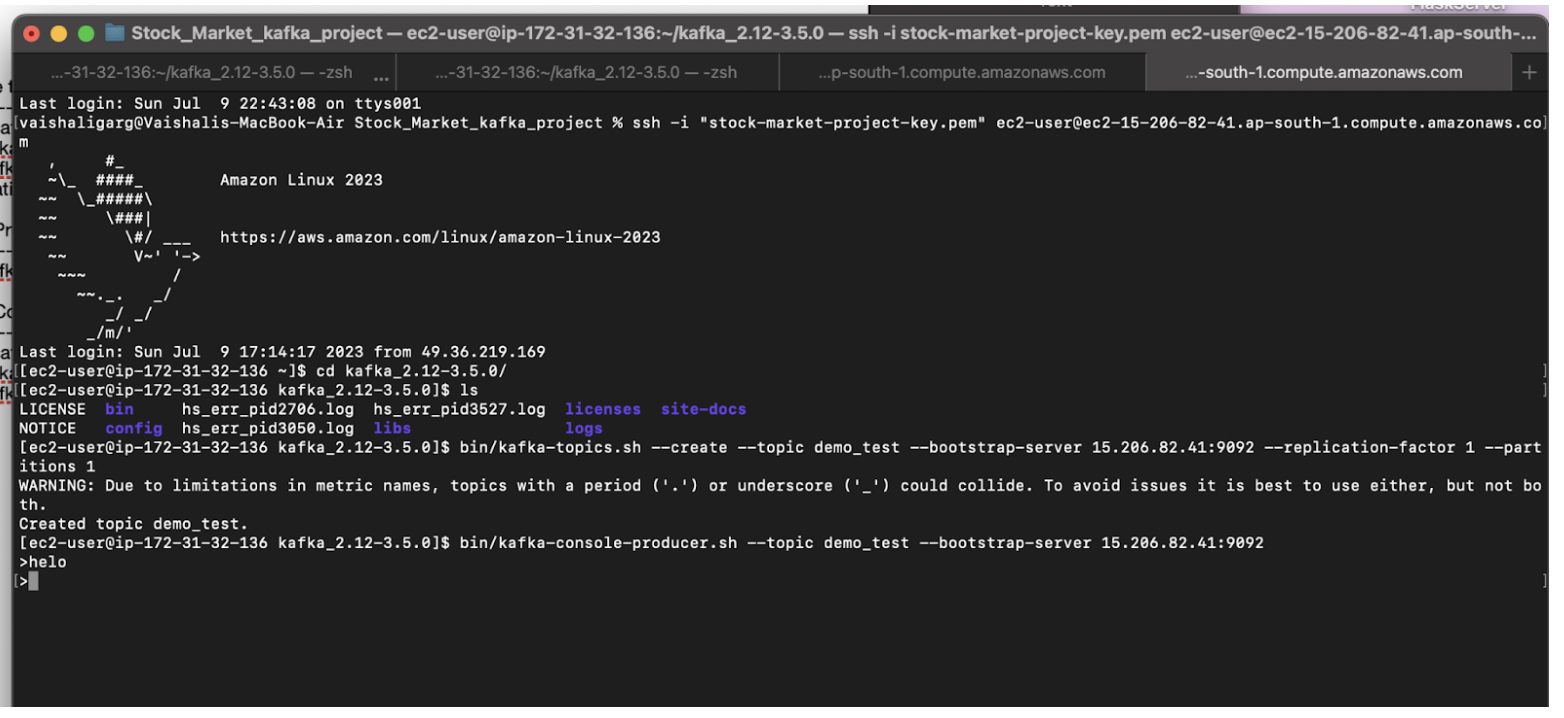 Stock_Market_kafka_project — ec2-user@ip-172-31-32-136:~/kafka_2.12-3.5.0 — ssh -i stock-market-project-key.pem ec2-user@ec2-15-206-82-41.ap-south-...
...-31-32-136:~/kafka_2.12-3.5.0 — -zsh ... ...-31-32-136:~/kafka_2.12-3.5.0 — -zsh ...p-south-1.compute.amazonaws.com ...-south-1.compute.amazonaws.com +
Last login: Sun Jul  9 22:43:08 on ttys001
[vaishaligarg@Vaishalis-MacBook-Air Stock_Market_kafka_project % ssh -i "stock-market-project-key.pem" ec2-user@ec2-15-206-82-41.ap-south-1.compute.amazonaws.co]
m
   ,     #_
   ~\_  ####_        Amazon Linux 2023
  ~~  \_#####\
  ~~     \###|
  ~~       \#/ ___   https://aws.amazon.com/linux/amazon-linux-2023
   ~~       V~' '->
    ~~~         /
      ~~._.   _/
         _/ _/
       _/m/'
Last login: Sun Jul  9 17:14:17 2023 from 49.36.219.169
[[ec2-user@ip-172-31-32-136 ~]$ cd kafka_2.12-3.5.0/ ]
[[ec2-user@ip-172-31-32-136 kafka_2.12-3.5.0]$ ls ]
LICENSE  bin     hs_err_pid2706.log  hs_err_pid3527.log  licenses  site-docs
NOTICE   config  hs_err_pid3050.log  libs                logs
[ec2-user@ip-172-31-32-136 kafka_2.12-3.5.0]$ bin/kafka-topics.sh --create --topic demo_test --bootstrap-server 15.206.82.41:9092 --replication-factor 1 --part
itions 1
WARNING: Due to limitations in metric names, topics with a period ('.') or underscore ('_') could collide. To avoid issues it is best to use either, but not bo
th.
Created topic demo_test.
[ec2-user@ip-172-31-32-136 kafka_2.12-3.5.0]$ bin/kafka-console-producer.sh --topic demo_test --bootstrap-server 15.206.82.41:9092
>helo
[> ]